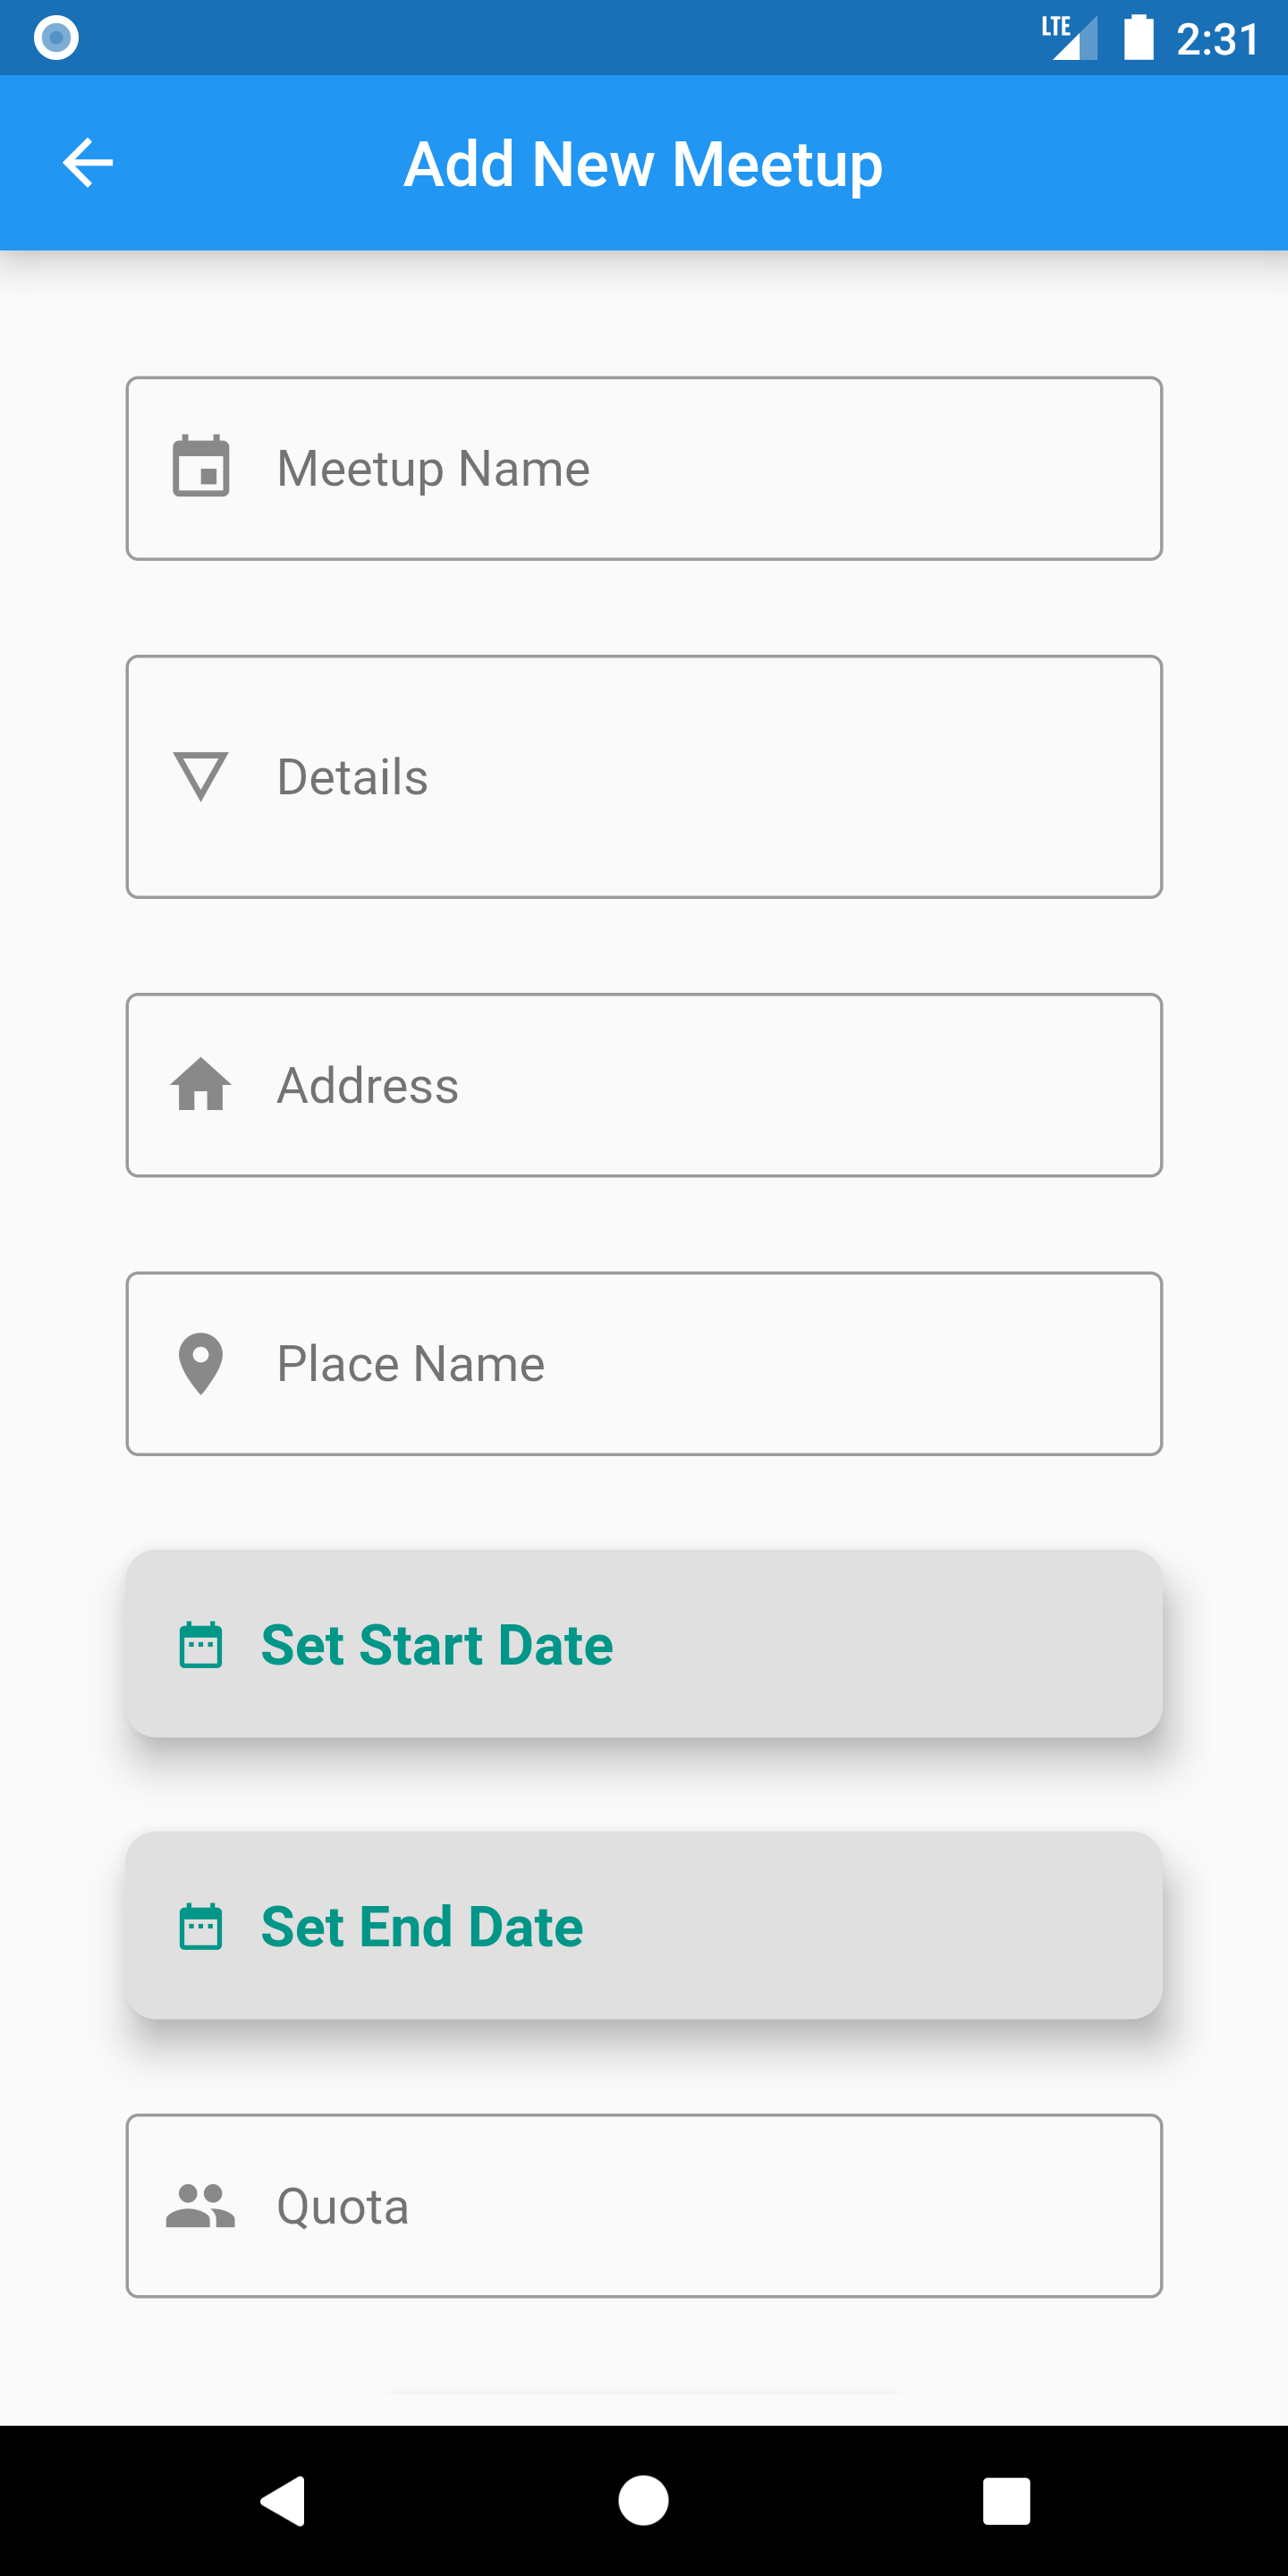 LTE 2:31
Add New Meetup
Meetup Name
Details
Address
Place Name
Set Start Date
Set End Date
Quota